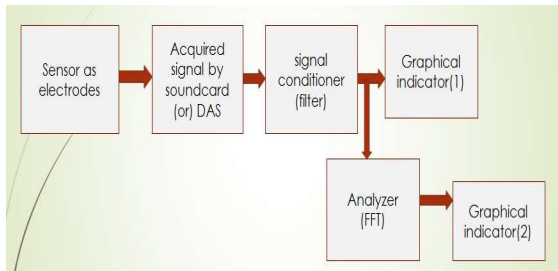 Sensor as
electrodes
Acquired
signal by
soundcard
(or) DAS
signal
conditioner
(filter)
Graphical
indicator(1)
Analyzer
(FFT)
Graphical
indicator(2)